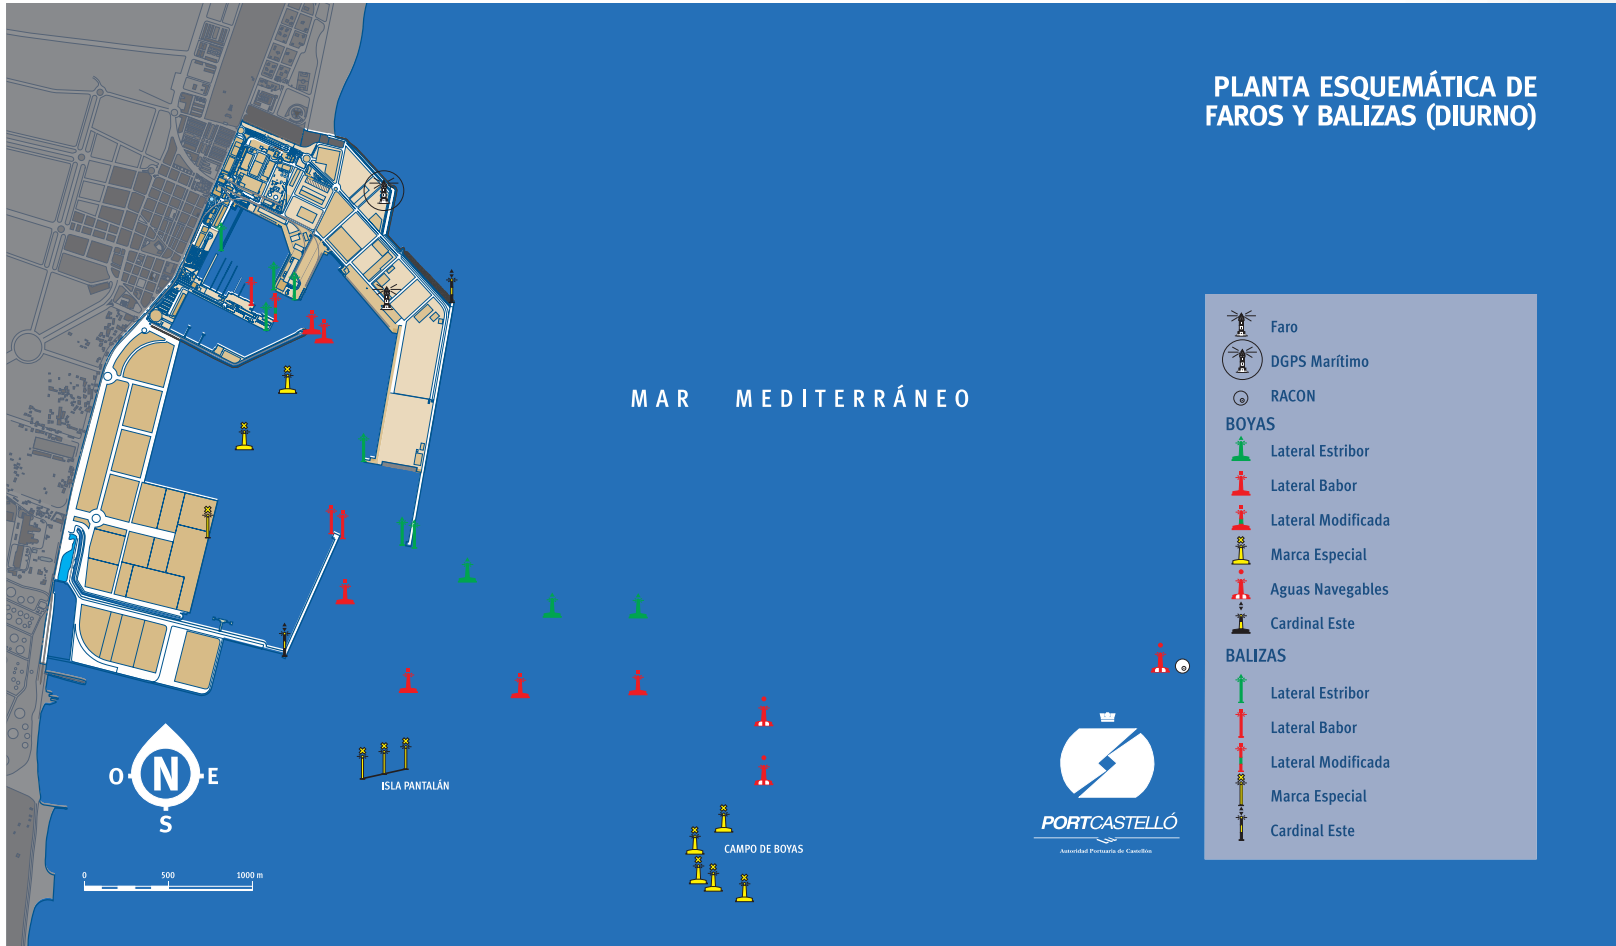 PLANTA ESQUEMÁTICA DE
FAROS Y BALIZAS (DIURNO)
MAR MEDITERRÁNEO
Faro
DGPS Marítimo
RACON
BOYAS
Lateral Estribor
Lateral Babor
Lateral Modificada
Marca Especial
Aguas Navegables
Cardinal Este
BALIZAS
Lateral Estribor
Lateral Babor
Lateral Modificada
Marca Especial
Cardinal Este
ISLA PANTALÁN
CAMPO DE BOYAS
O N E
S
0 500 1000 m
PORTCASTELLÓ
Autoridad Portuaria de Castellón